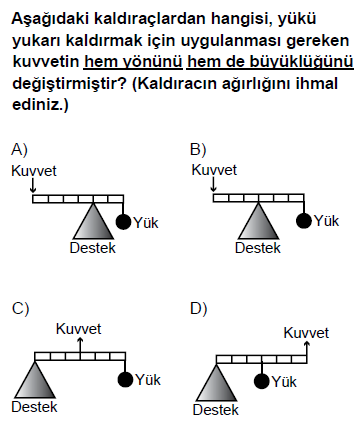 Aşağıdaki kaldıraçlardan hangisi, yükü
yukarı kaldırmak için uygulanması gereken
kuvvetin hem yönünü hem de büyüklüğünü
değiştirmiştir? (Kaldıracın ağırlığını ihmal
ediniz.)
A)
Kuvvet
Yük
Destek
B)
Kuvvet
Yük
Destek
C)
Kuvvet
Yük
Destek
D)
Kuvvet
Yük
Destek